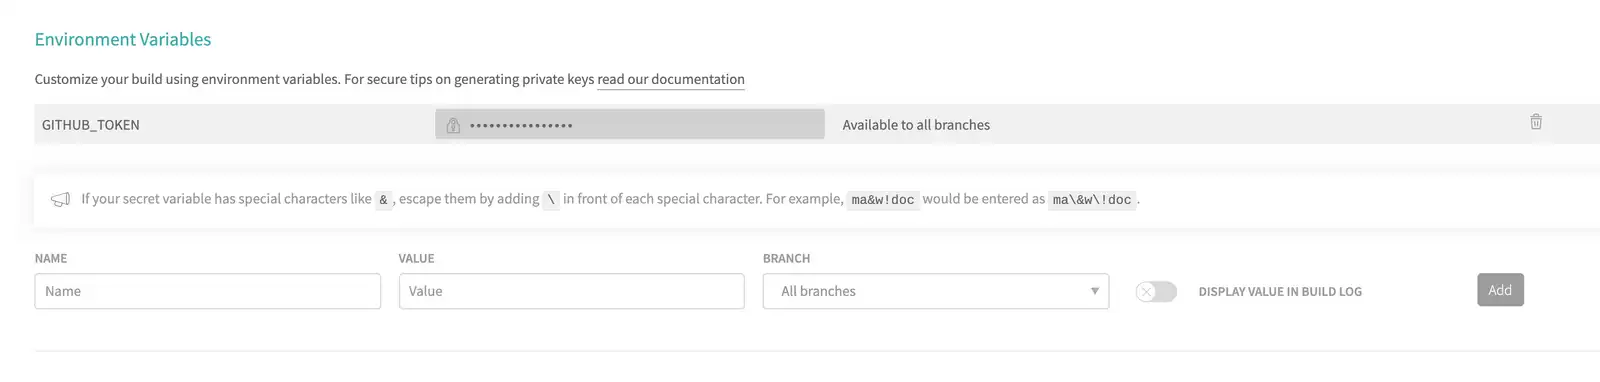 Environment Variables
Customize your build using environment variables. For secure tips on generating private keys read our documentation
GITHUB_TOKEN •••••••••••••••• Available to all branches
If your secret variable has special characters like & , escape them by adding \ in front of each special character. For example, ma&w!doc would be entered as ma\&w\!doc .
NAME VALUE BRANCH
Name Value All branches DISPLAY VALUE IN BUILD LOG Add